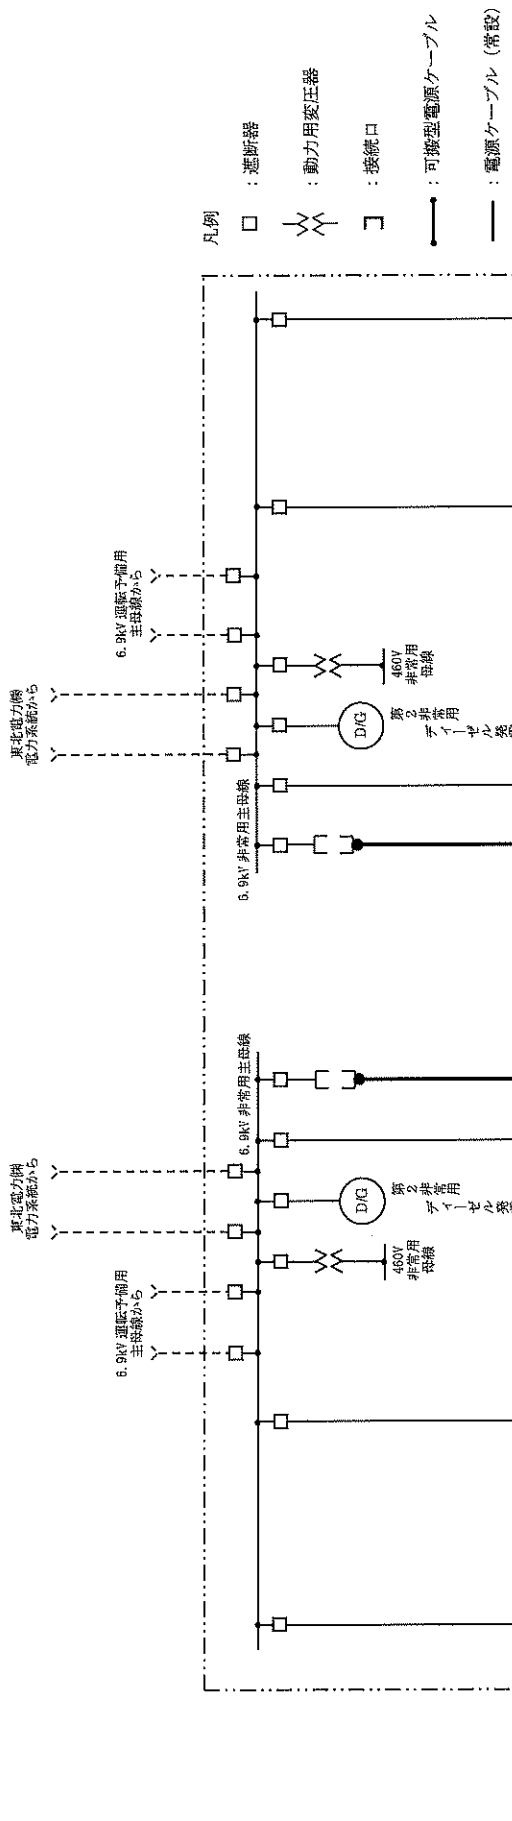 東北電力㈱
電力系統から
6.9kV 運転予備用
主母線から
6.9kV 非常用主母線
D/G
第2非常用
ディーゼル発
460V
非常用
母線
東北電力㈱
電力系統から
6.9kV 運転予備用
主母線から
6.9kV 非常用主母線
460V
非常用
母線
D/G
第2非常用
ディーゼル発
凡例
：遮断器
：動力用変圧器
：接続口
：可搬型電源ケーブル
：電源ケーブル（常設）